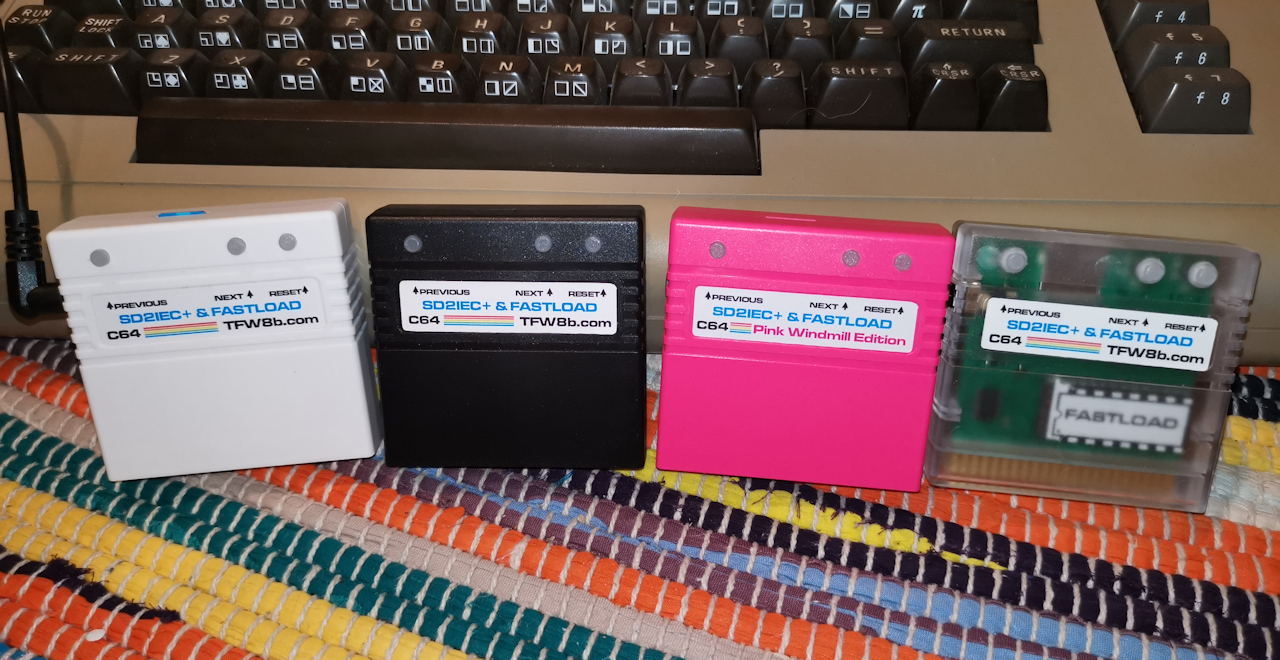 π
RUN STOP
SHIFT LOCK
A S D F G H J K L = RETURN
SHIFT Z X C V B N M < > ? SHIFT CRSR CRSR
f 4
f 5
f 6
f 7
f 8
PREVIOUS NEXT RESET
SD2IEC+ & FASTLOAD
C64 TFW8b.com
PREVIOUS NEXT RESET
SD2IEC+ & FASTLOAD
C64 TFW8b.com
PREVIOUS NEXT RESET
SD2IEC+ & FASTLOAD
C64 Pink Windmill Edition
PREVIOUS NEXT RESET
SD2IEC+ & FASTLOAD
C64 TFW8b.com
FASTLOAD